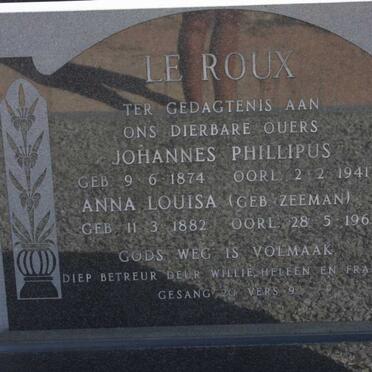 LE ROUX
TER GEDAGTENIS AAN
ONS DIERBARE OUERS
JOHANNES PHILLIPUS
GEB. 9-6 1874 OORL. 2-2 1941
ANNA LOUISA (GEB ZEEMAN)
GEB. 11-3 1882 OORL. 28-5
GODS WEG IS VOLMAAK
DIEP BETREUR DEUR WILLIE, HELEEN EN
GESANG 20 VERS 9